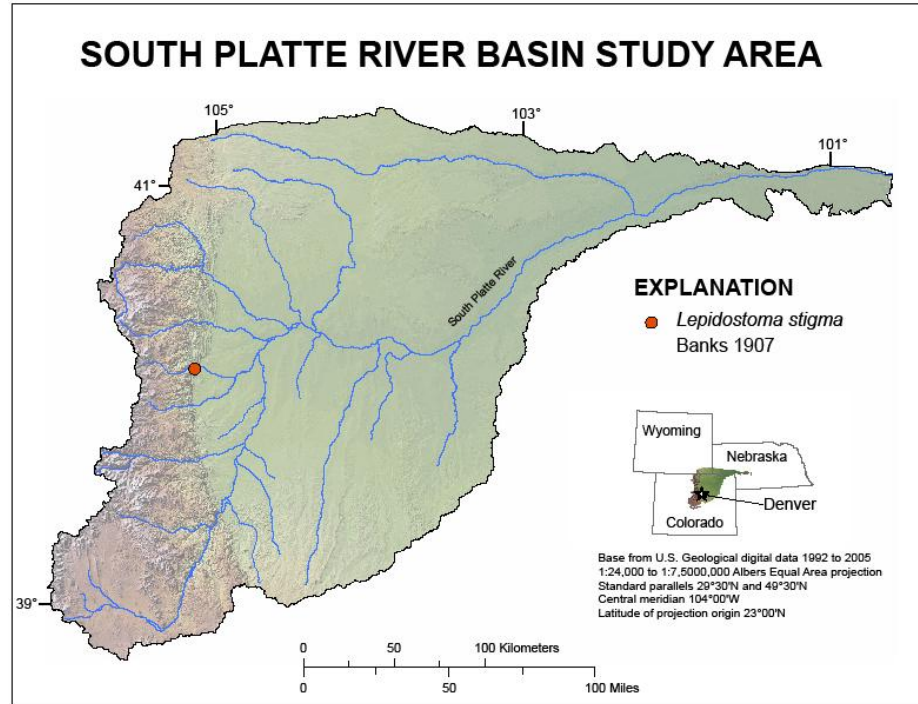 SOUTH PLATTE RIVER BASIN STUDY AREA
105°
103°
101°
41°
South Platte River
EXPLANATION
Lepidostoma stigma
Banks 1907
Wyoming
Nebraska
Denver
Colorado
Base from U.S. Geological digital data 1992 to 2005
1:24,000 to 1:7,5000,000 Albers Equal Area projection
Standard parallels 29°30'N and 49°30'N
Central meridian 104°00'W
Latitude of projection origin 23°00'N
39°
0 50 100 Kilometers
0 50 100 Miles